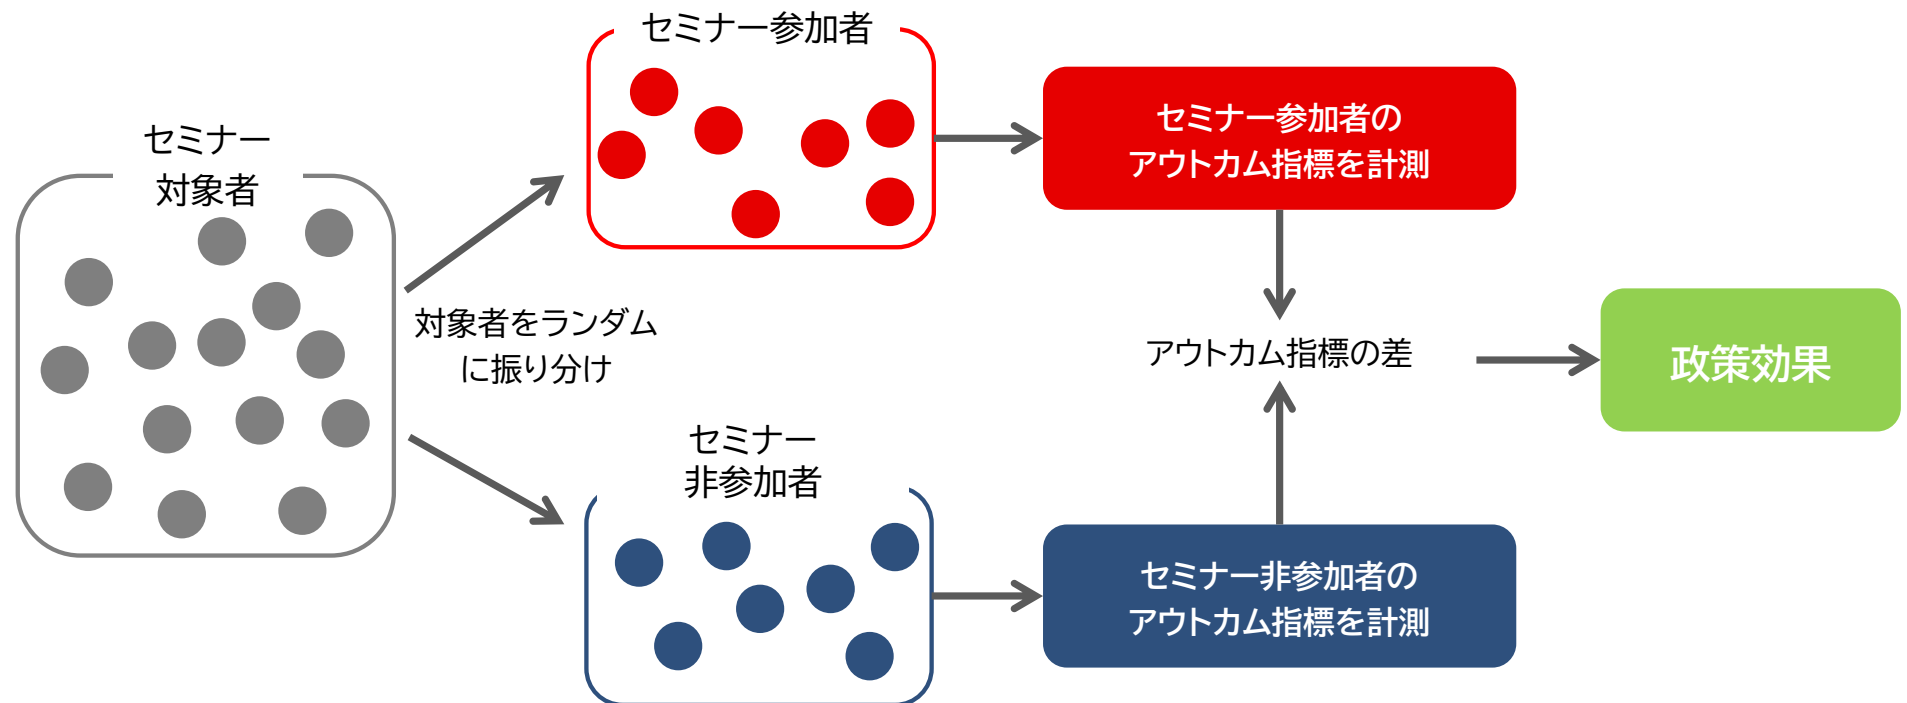 セミナー
対象者
対象者をランダム
に振り分け
セミナー参加者
セミナー参加者の
アウトカム指標を計測
セミナー
非参加者
セミナー非参加者の
アウトカム指標を計測
アウトカム指標の差
政策効果